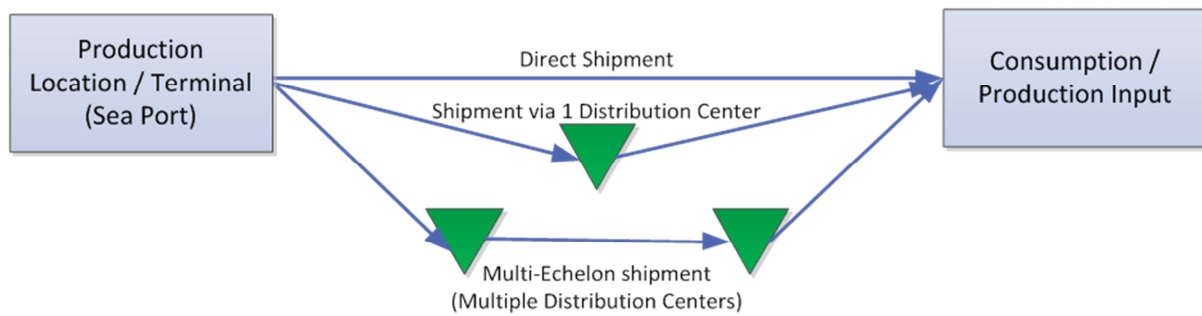 Production
Location / Terminal
(Sea Port)
Direct Shipment
Shipment via 1 Distribution Center
Multi-Echelon shipment
(Multiple Distribution Centers)
Consumption /
Production Input